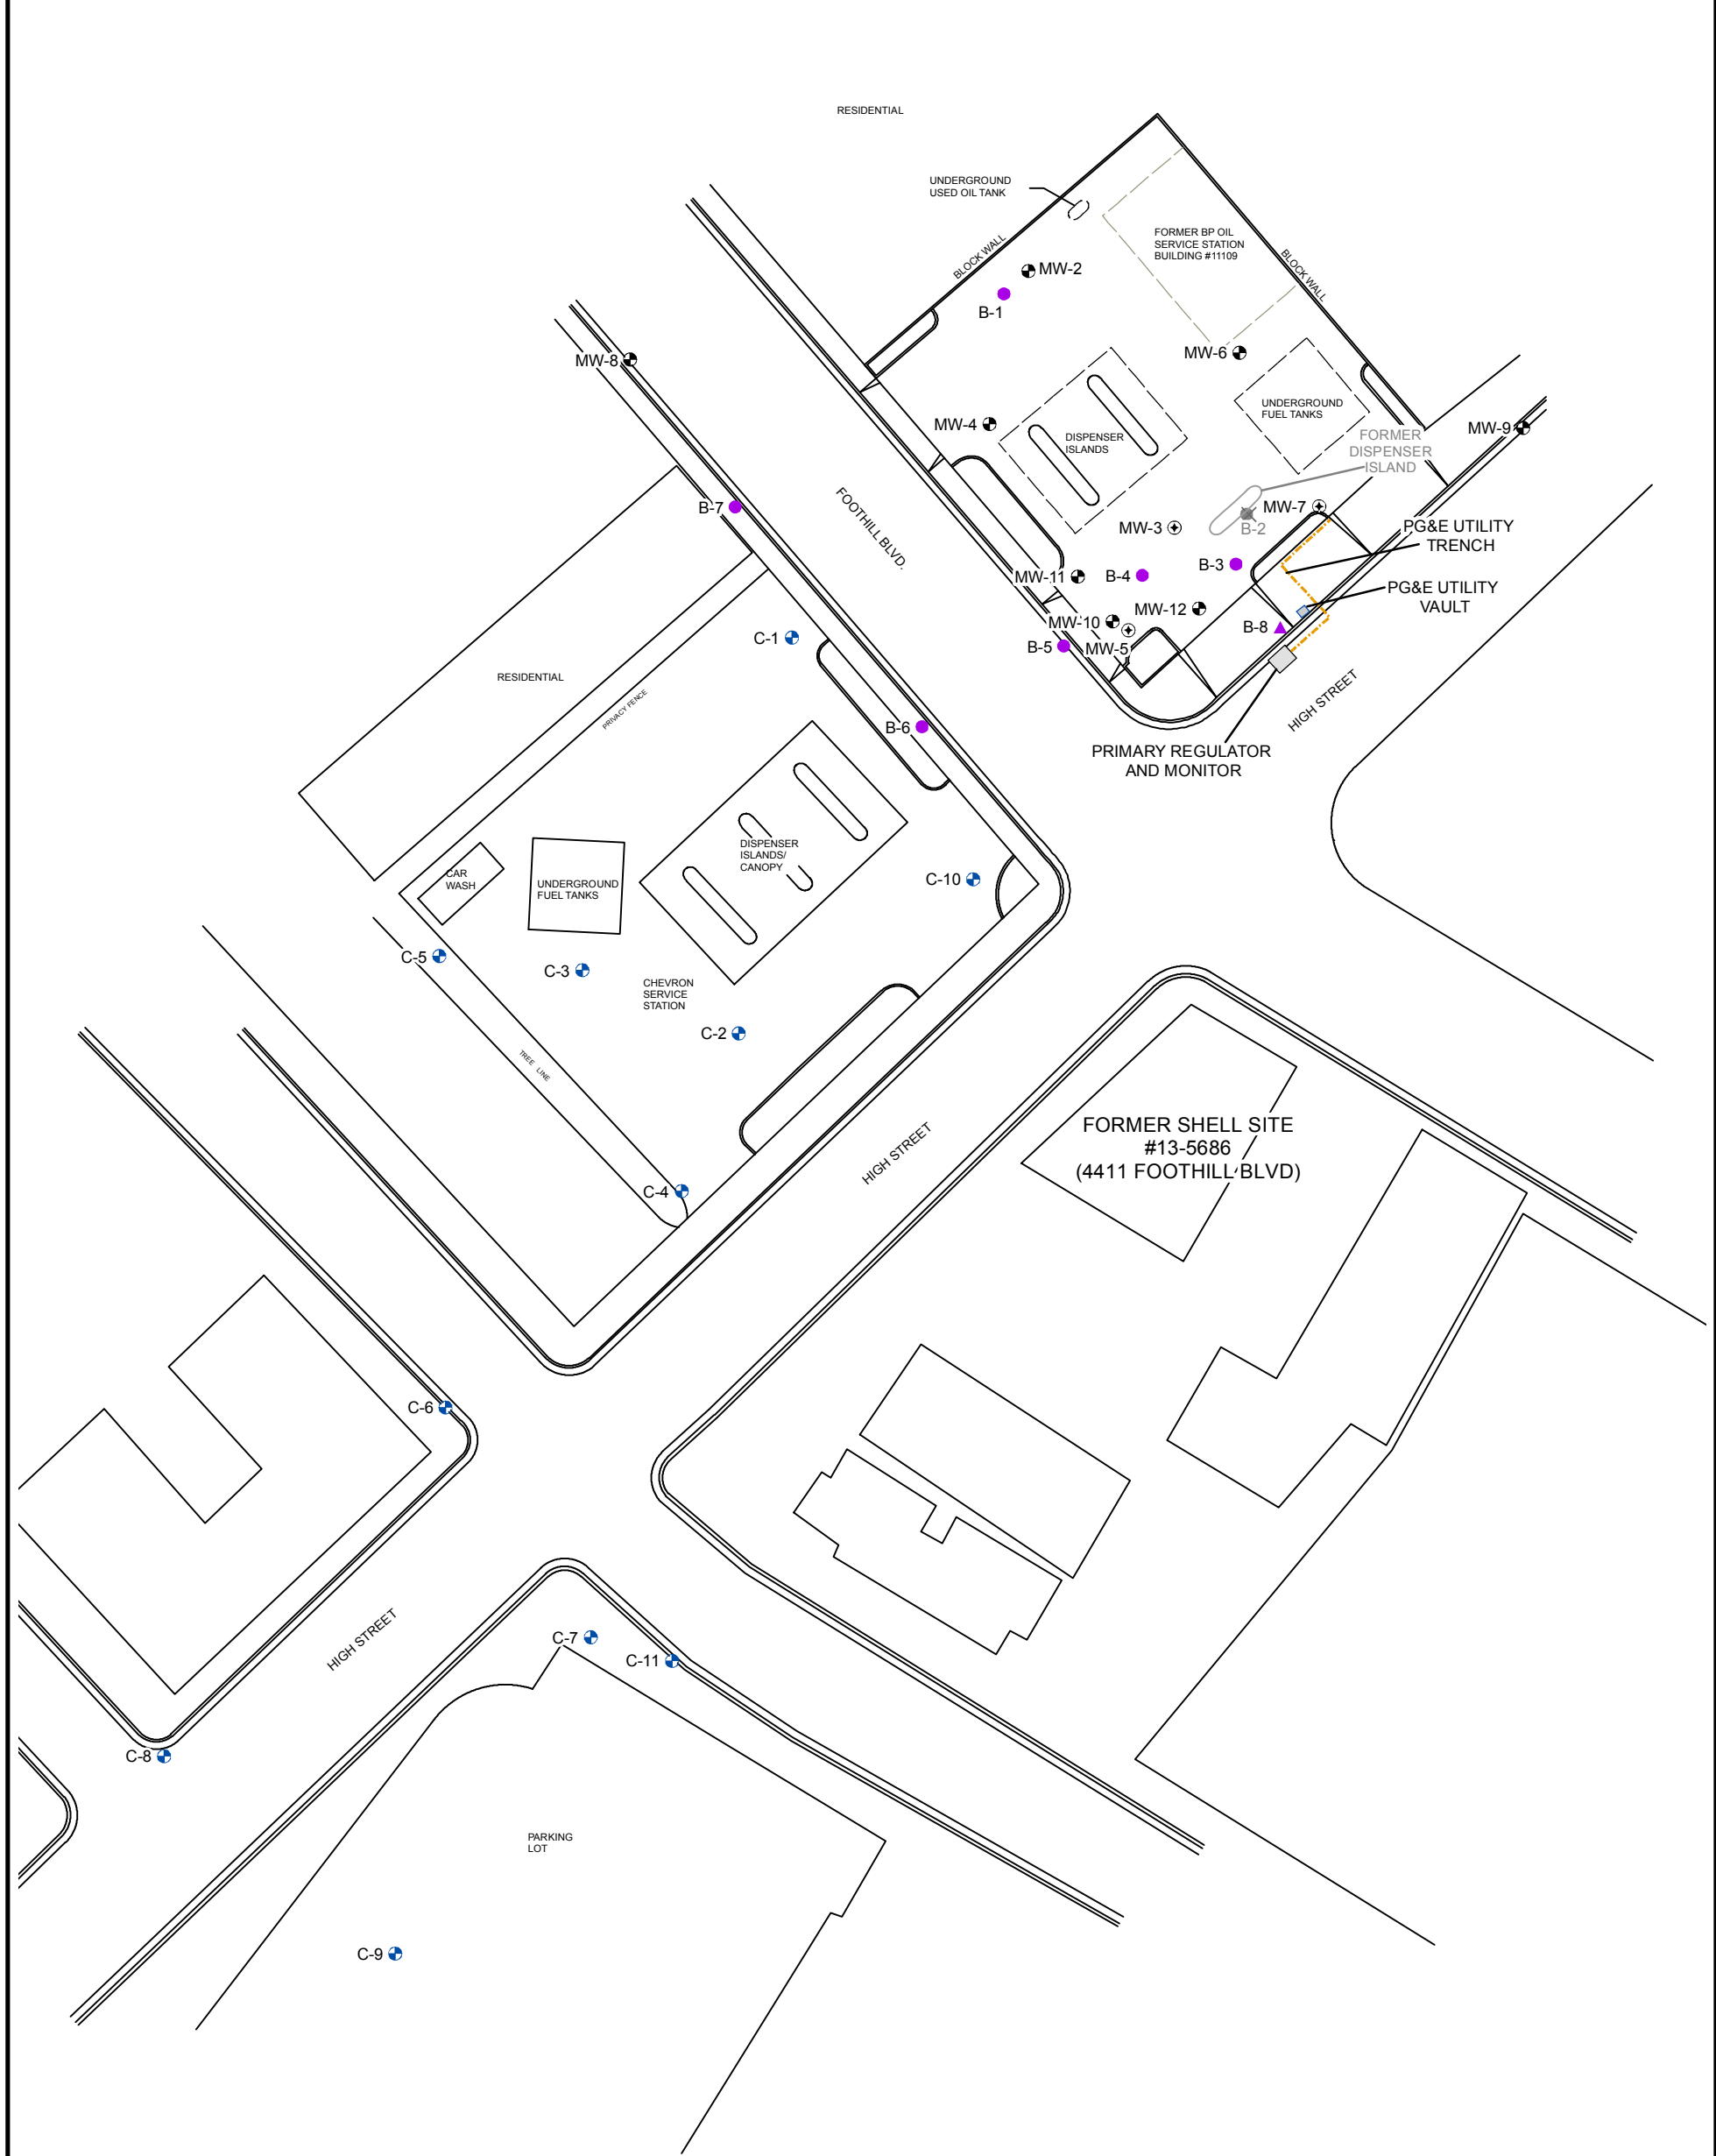 RESIDENTIAL
UNDERGROUND
USED OIL TANK
FORMER BP OIL
SERVICE STATION
BUILDING #11109
BLOCK WALL
BLOCK WALL
MW-2
B-1
MW-8
MW-6
UNDERGROUND
FUEL TANKS
MW-4
DISPENSER
ISLANDS
MW-9
FORMER
DISPENSER
ISLAND
B-7
FOOTHILL BLVD.
MW-7
MW-3
B-2
PG&E UTILITY
TRENCH
B-3
MW-11
B-4
PG&E UTILITY
VAULT
MW-12
MW-10
B-8
C-1
B-5
MW-5
RESIDENTIAL
PRIVACY FENCE
HIGH STREET
B-6
PRIMARY REGULATOR
AND MONITOR
DISPENSER
ISLANDS/
CANOPY
CAR
WASH
UNDERGROUND
FUEL TANKS
C-10
C-5
C-3
CHEVRON
SERVICE
STATION
C-2
TREE LINE
FORMER SHELL SITE
#13-5686
(4411 FOOTHILL BLVD)
HIGH STREET
C-4
C-6
HIGH STREET
C-7
C-11
C-8
PARKING
LOT
C-9